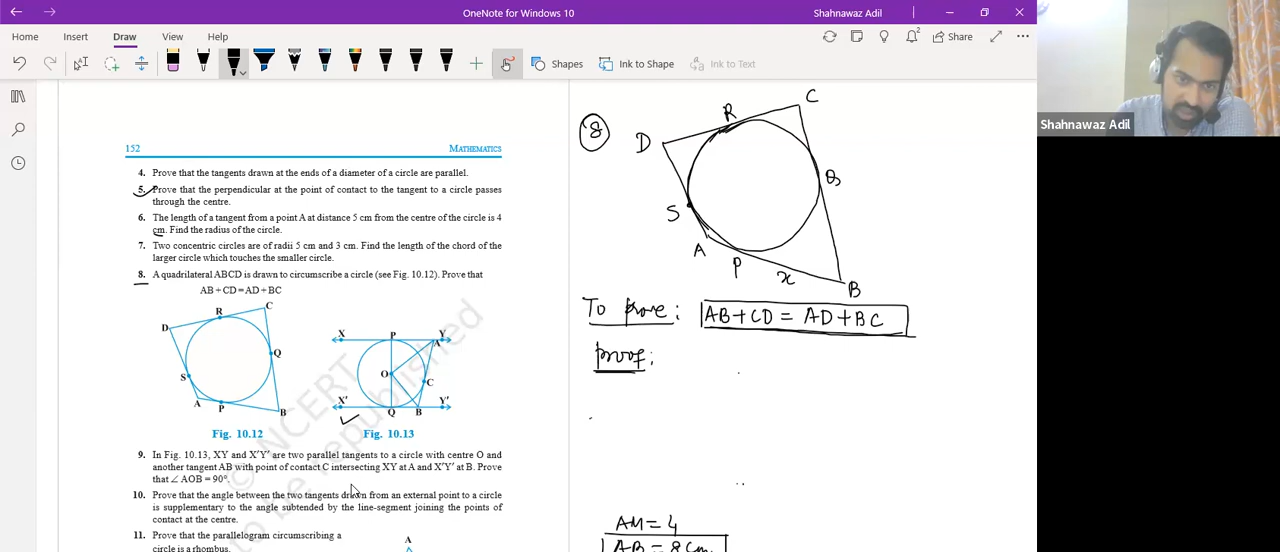 OneNote for Windows 10
Shahnawaz Adil
Home Insert Draw View Help
Share
Shapes
Ink to Shape
Ink to Text
Shahnawaz Adil
152 MATHEMATICS
4. Prove that the tangents drawn at the ends of a diameter of a circle are parallel.
5. Prove that the perpendicular at the point of contact to the tangent to a circle passes
through the centre.
6. The length of a tangent from a point A at distance 5 cm from the centre of the circle is 4
cm. Find the radius of the circle.
7. Two concentric circles are of radii 5 cm and 3 cm. Find the length of the chord of the
larger circle which touches the smaller circle.
8. A quadrilateral ABCD is drawn to circumscribe a circle (see Fig. 10.12). Prove that
AB + CD = AD + BC
D R C Q B P A S
X P Y A O C X' Q B Y'
Fig. 10.12 Fig. 10.13
© NCERT
to be republished
9. In Fig. 10.13, XY and X'Y' are two parallel tangents to a circle with centre O and
another tangent AB with point of contact C intersecting XY at A and X'Y' at B. Prove
that ∠ AOB = 90°.
10. Prove that the angle between the two tangents drawn from an external point to a circle
is supplementary to the angle subtended by the line-segment joining the points of
contact at the centre.
11. Prove that the parallelogram circumscribing a
circle is a rhombus.
A
8
D R C Q B x P A S
To prove: AB+CD = AD+BC
proof:
AM = 4
AB = 8cm